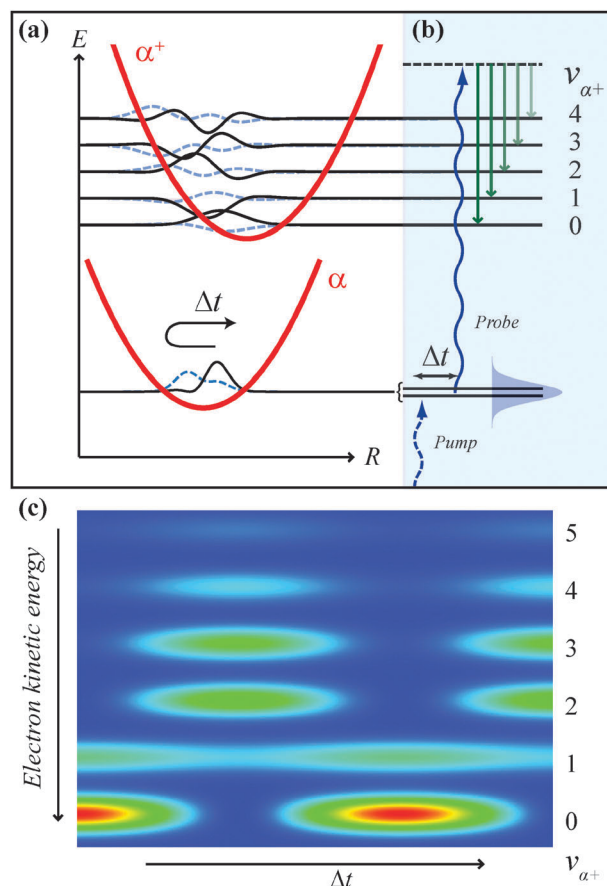 (a)
E
α+
α
Δt
R
(b)
vα+
4
3
2
1
0
Probe
Δt
{
Pump
(c)
Electron kinetic energy
5
4
3
2
1
0
Δt
vα+